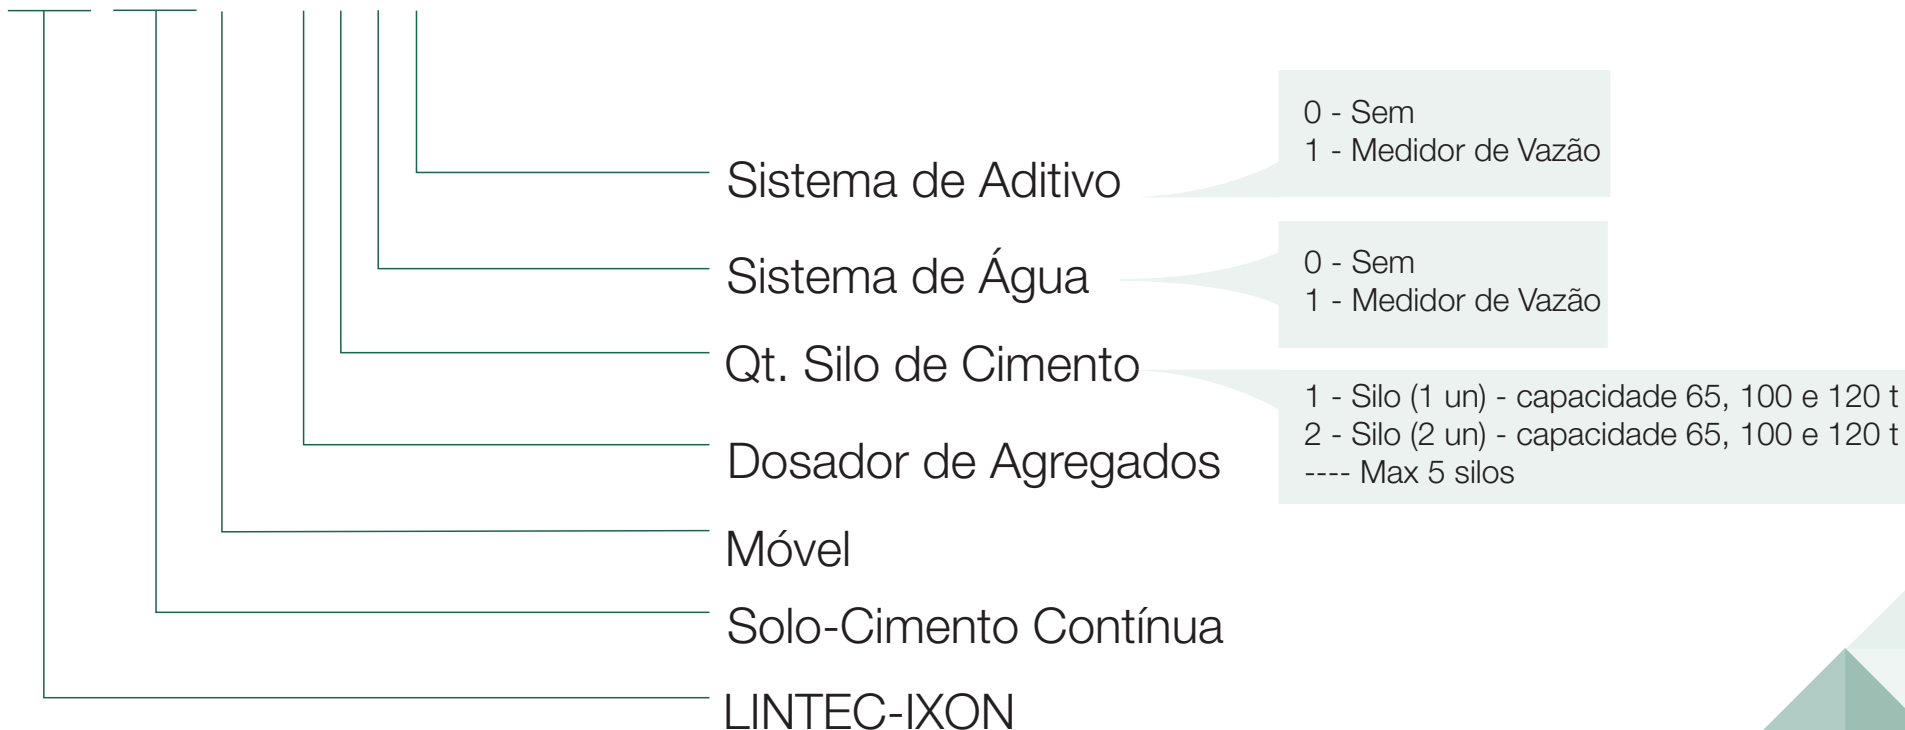 Sistema de Aditivo
0 - Sem
1 - Medidor de Vazão
Sistema de Água
0 - Sem
1 - Medidor de Vazão
Qt. Silo de Cimento
1 - Silo (1 un) - capacidade 65, 100 e 120 t
2 - Silo (2 un) - capacidade 65, 100 e 120 t
---- Max 5 silos
Dosador de Agregados
Móvel
Solo-Cimento Contínua
LINTEC-IXON